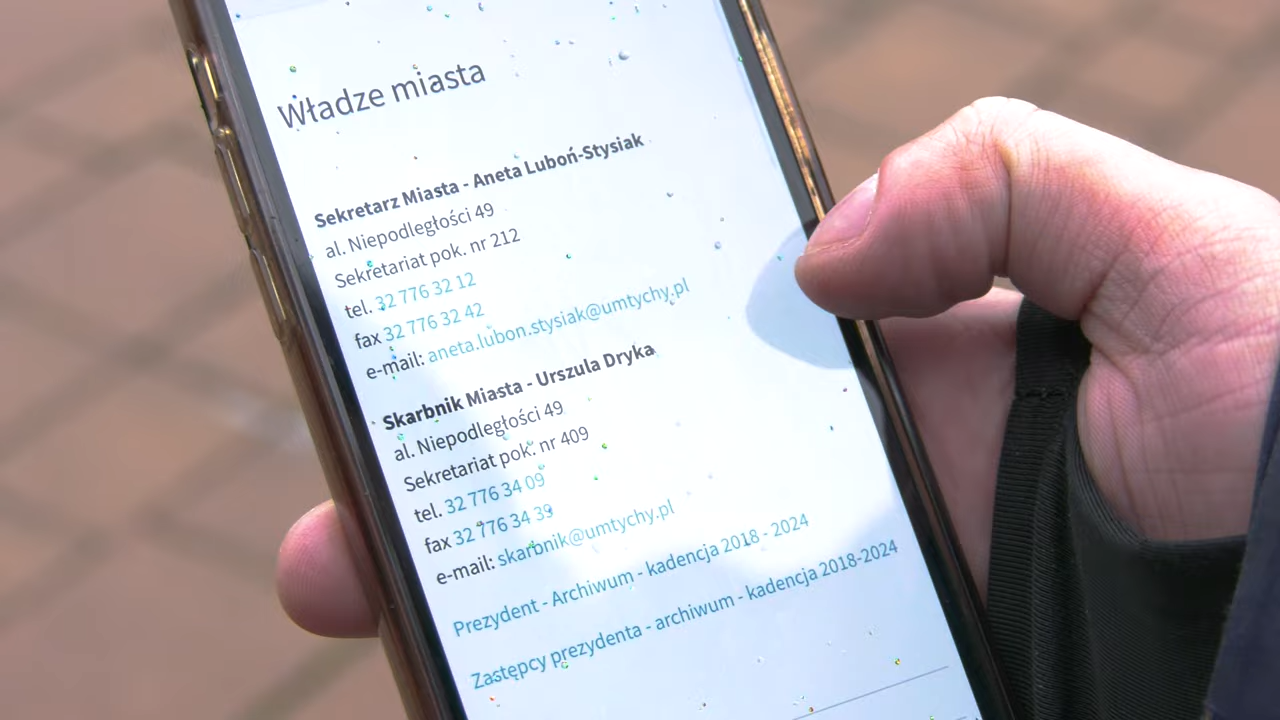 Władze miasta
Sekretarz Miasta - Aneta Luboń-Stysiak
al. Niepodległości 49
Sekretariat pok. nr 212
tel. 32 776 32 12
fax 32 776 32 42
e-mail: aneta.lubon.stysiak@umtychy.pl
Skarbnik Miasta - Urszula Dryka
al. Niepodległości 49
Sekretariat pok. nr 409
tel. 32 776 34 09
fax 32 776 34 39
e-mail: skarbnik@umtychy.pl
Prezydent - Archiwum - kadencja 2018 - 2024
Zastępcy prezydenta - archiwum - kadencja 2018-2024